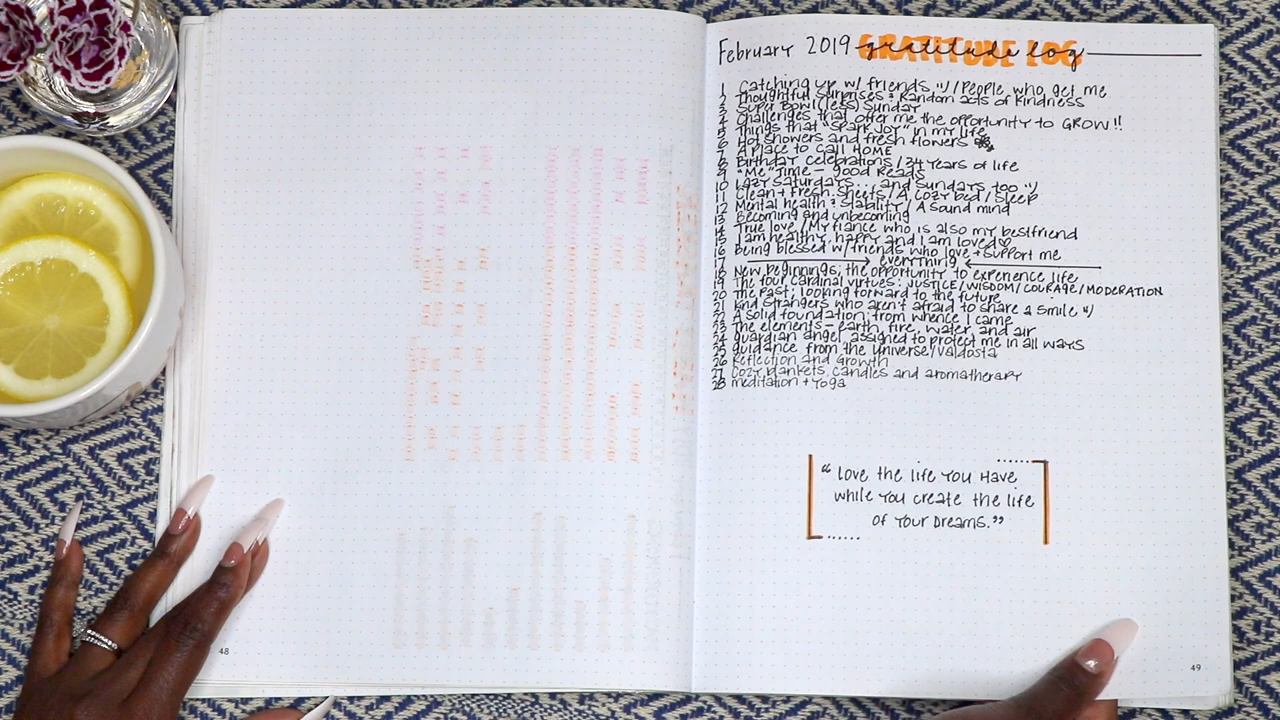 February 2019 gratitude log
GRATITUDE LOG
1 Catching up w/ friends :) / People who get me
2 Thoughtful surprises & Random acts of kindness
3 Super Bowl(less) Sunday
4 Challenges that offer me the opportunity to GROW!!
5 Things that "spark joy" in my life
6 Hot showers and fresh flowers
7 A Place to call HOME
8 Birthday celebrations / 34 years of life
9 "Me" Time - Good Reads
10 Lazy Saturdays... and Sundays too :)
11 Clean + Fresh Sheets / A cozy bed / Sleep
12 Mental health & Stability / A sound mind
13 Becoming and unbecoming
14 True love / My fiance who is also my bestfriend
15 I am healthy, happy and I am loved ♡
16 Being blessed w/ friends who love + support me
17 everything
18 New beginnings; the opportunity to experience life
19 The four cardinal virtues: JUSTICE/WISDOM/COURAGE/MODERATION
20 The past; looking forward to the future
21 Kind strangers who aren't afraid to share a smile :)
22 A solid foundation; from whence I came
23 The elements - earth, fire, water, and air
24 guardian angel assigned to protect me in all ways
25 guidance from the universe/Valdosta
26 Reflection and growth
27 Cozy blankets, candles and aromatherapy
28 meditation + Yoga
"Love the life you have
while you create the life
of your dreams."
48
49